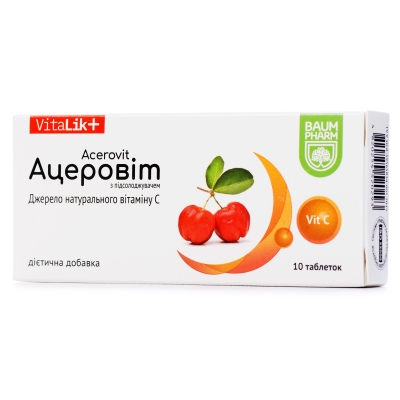 VitaLik+
BAUM
PHARM
Acerovit
Ацеровіт
з підсолоджувачем
Джерело натурального вітаміну С
Vit C
дієтична добавка
10 таблеток